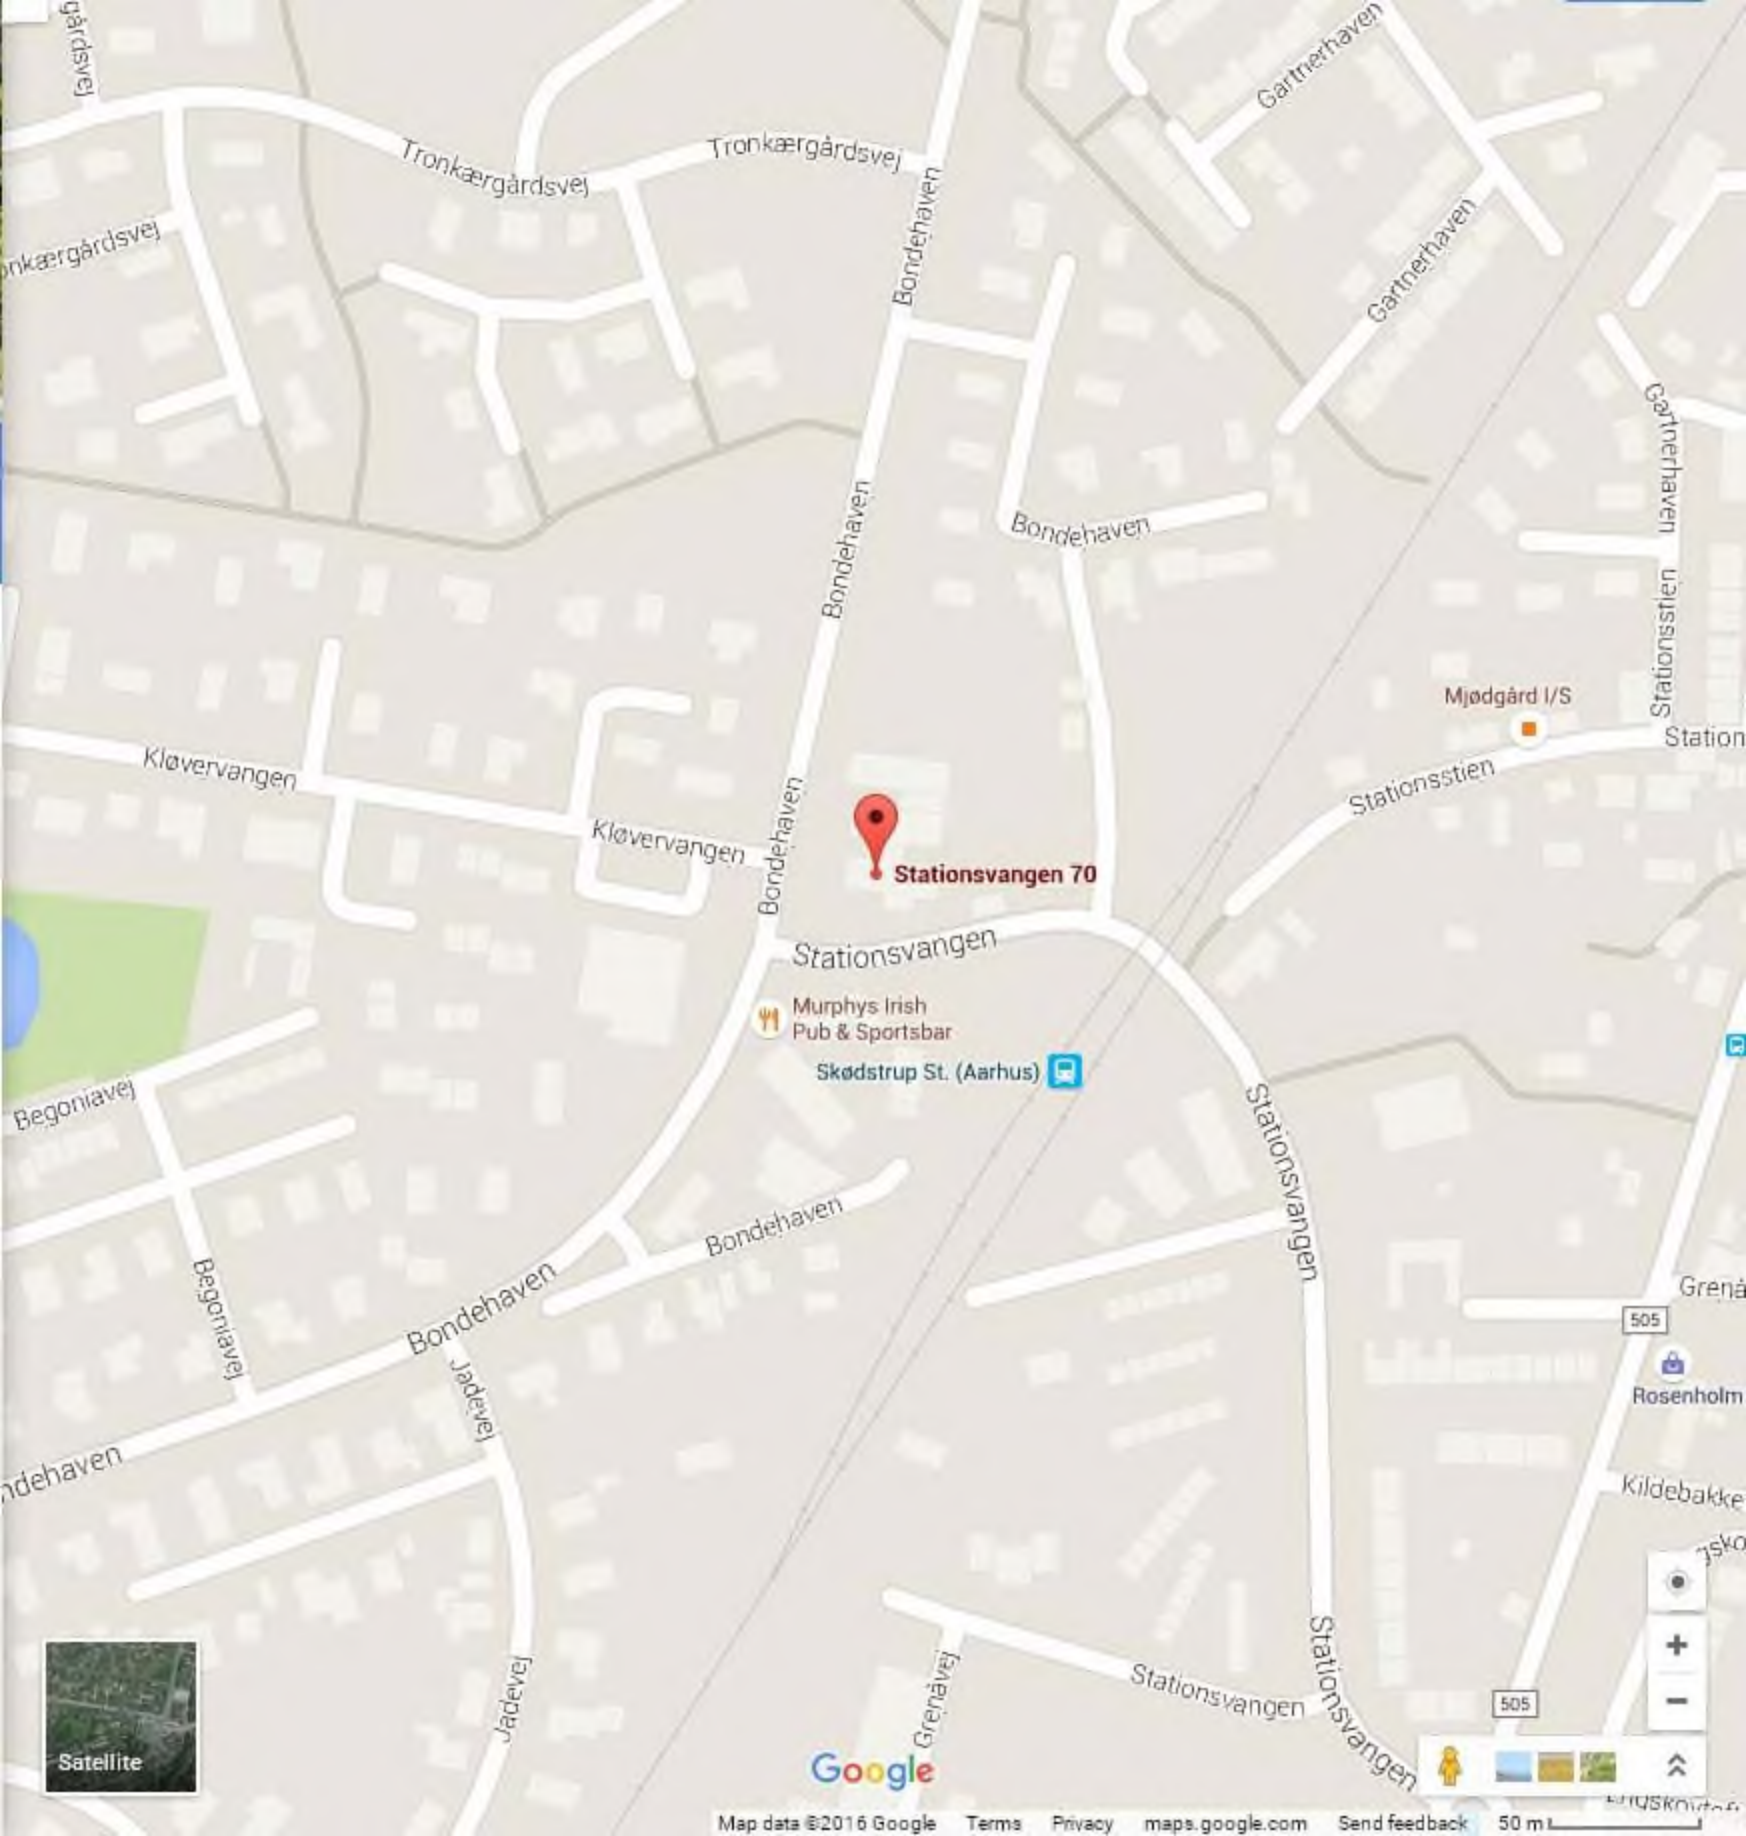 gårdsvej
Gartnerhaven
Tronkærgårdsvej
Tronkærgårdsvej
Bondehaven
nkærgårdsvej
Gartnerhaven
Gartnerhaven
Bondehaven
Bondehaven
Stationsstien
Mjødgård I/S
Station
Kløvervangen
Stationsstien
Kløvervangen
Bondehaven
Stationsvangen 70
Stationsvangen
Murphys Irish
Pub & Sportsbar
Skødstrup St. (Aarhus)
Begoniavej
Stationsvangen
Bondehaven
Begoniavej
Bondehaven
Grenå
505
Jadevej
Rosenholm
ndehaven
Kildebakke
gsko
Stationsvangen
Jadevej
Grenåvej
Stationsvangen
505
Satellite
Google
Map data ©2016 Google Terms Privacy maps.google.com Send feedback 50 m